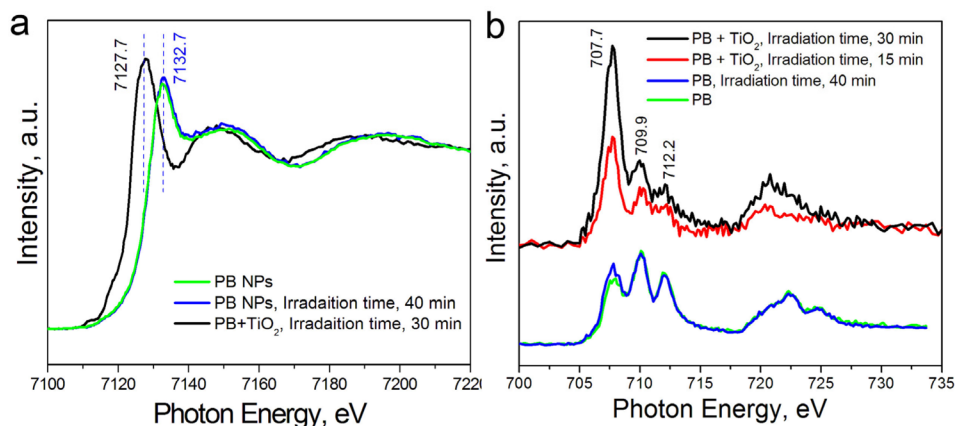 a
7127.7
7132.7
Intensity, a.u.
PB NPs
PB NPs, Irradaition time, 40 min
PB+TiO₂, Irradaition time, 30 min
7100 7120 7140 7160 7180 7200 7220
Photon Energy, eV
b
707.7
709.9
712.2
PB + TiO₂, Irradiation time, 30 min
PB + TiO₂, Irradiation time, 15 min
PB, Irradiation time, 40 min
PB
Intensity, a.u.
700 705 710 715 720 725 730 735
Photon Energy, eV